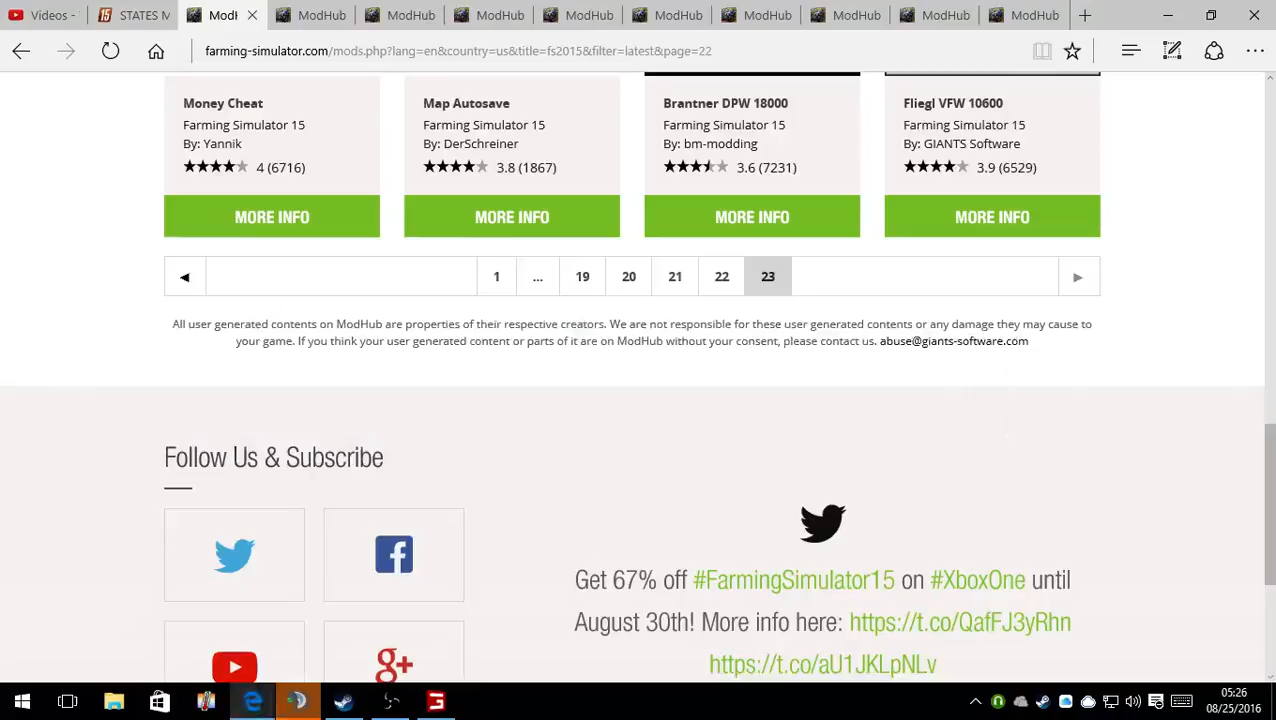 Videos -
15 STATES M
ModH
ModHub
ModHub
ModHub
ModHub
ModHub
ModHub
ModHub
ModHub
farming-simulator.com/mods.php?lang=en&country=us&title=fs2015&filter=latest&page=22
Money Cheat
Farming Simulator 15
By: Yannik
4 (6716)
MORE INFO
Map Autosave
Farming Simulator 15
By: DerSchreiner
3.8 (1867)
MORE INFO
Brantner DPW 18000
Farming Simulator 15
By: bm-modding
3.6 (7231)
MORE INFO
Fliegl VFW 10600
Farming Simulator 15
By: GIANTS Software
3.9 (6529)
MORE INFO
1 ... 19 20 21 22 23
All user generated contents on ModHub are properties of their respective creators. We are not responsible for these user generated contents or any damage they may cause to
your game. If you think your user generated content or parts of it are on ModHub without your consent, please contact us. abuse@giants-software.com
Follow Us & Subscribe
Get 67% off #FarmingSimulator15 on #XboxOne until
August 30th! More info here: https://t.co/QafFJ3yRhn
https://t.co/aU1JKLpNLv
05:26
08/25/2016